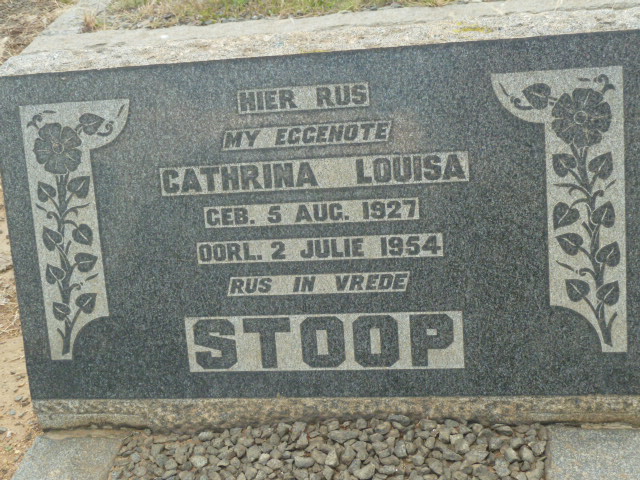 HIER RUS
MY EGGENOTE
CATHRINA LOUISA
GEB. 5 AUG. 1927
OORL. 2 JULIE 1954
RUS IN VREDE
STOOP